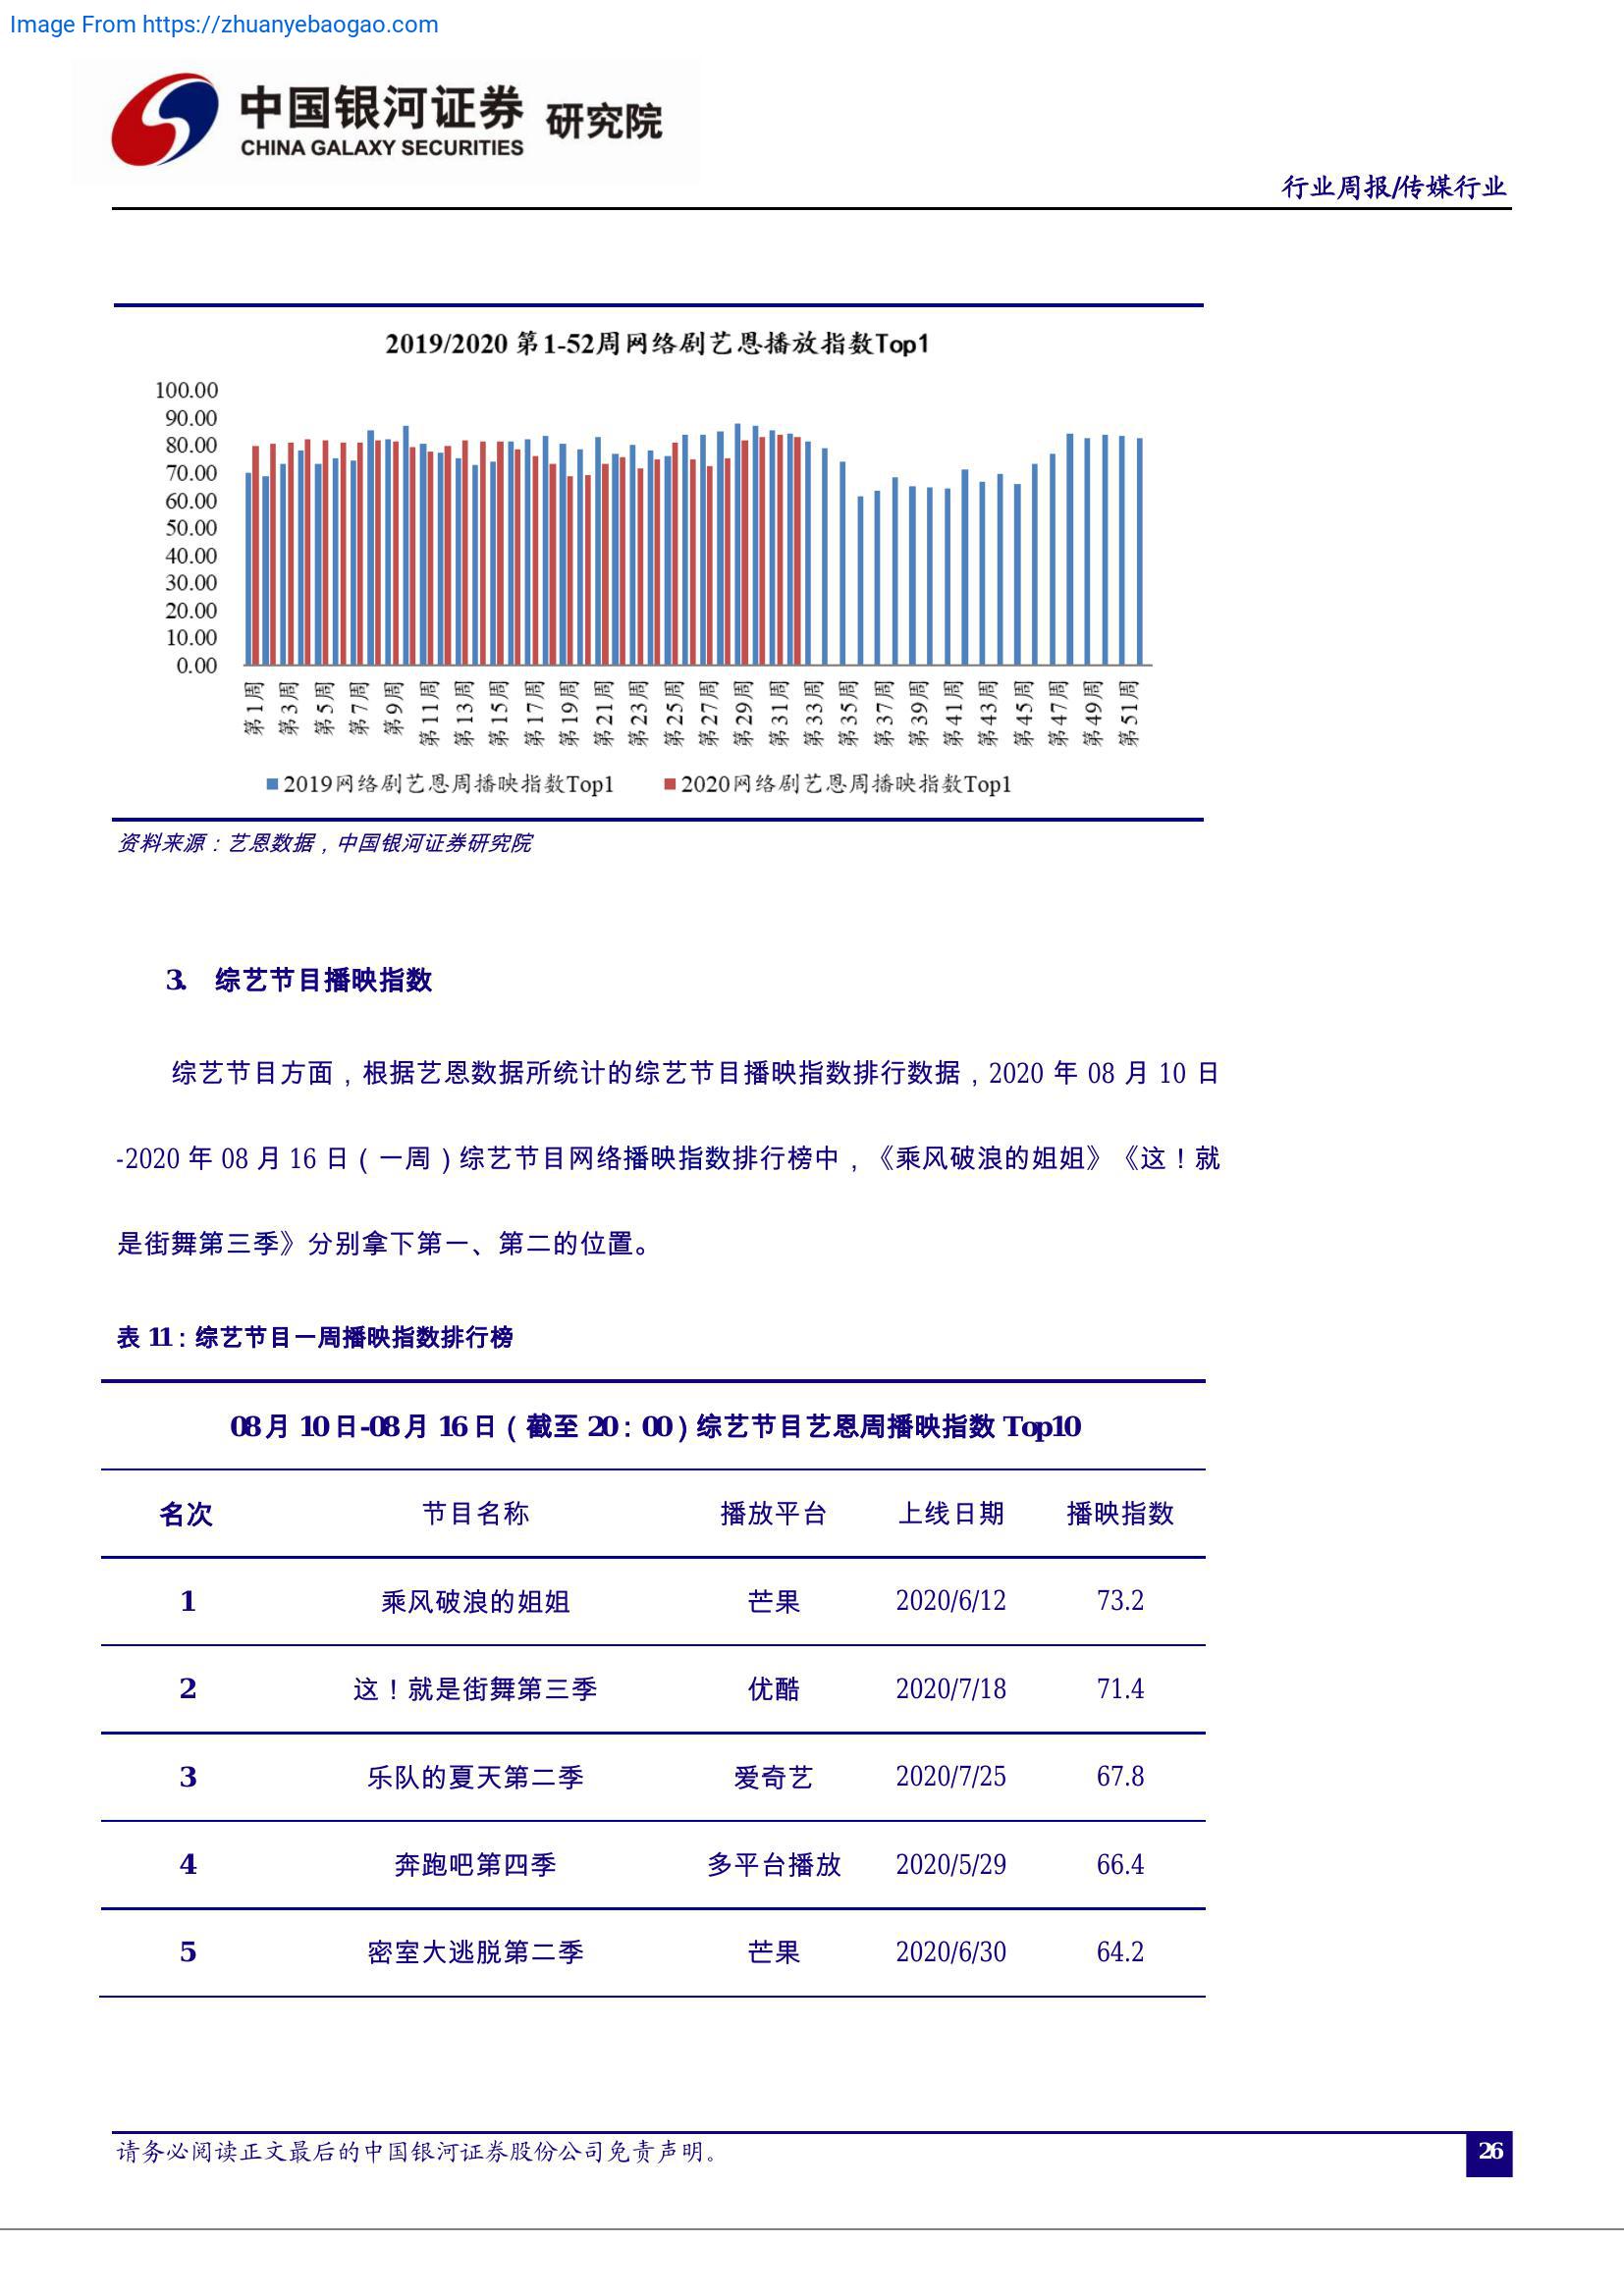 Image From https://zhuanyebaogao.com
中国银河证券 研究院
CHINA GALAXY SECURITIES
行业周报/传媒行业
2019/2020 第1-52周网络剧艺恩播放指数Top1
100.00
90.00
80.00
70.00
60.00
50.00
40.00
30.00
20.00
10.00
0.00
第1周 第3周 第5周 第7周 第9周 第11周 第13周 第15周 第17周 第19周 第21周 第23周 第25周 第27周 第29周 第31周 第33周 第35周 第37周 第39周 第41周 第43周 第45周 第47周 第49周 第51周
2019网络剧艺恩周播映指数Top1 2020网络剧艺恩周播映指数Top1
资料来源：艺恩数据，中国银河证券研究院
3. 综艺节目播映指数
综艺节目方面，根据艺恩数据所统计的综艺节目播映指数排行数据，2020 年 08 月 10 日
-2020 年 08 月 16 日（一周）综艺节目网络播映指数排行榜中，《乘风破浪的姐姐》《这！就
是街舞第三季》分别拿下第一、第二的位置。
表 11：综艺节目一周播映指数排行榜
08 月 10 日-08 月 16 日（截至 20：00）综艺节目艺恩周播映指数 Top10
名次 节目名称 播放平台 上线日期 播映指数
1 乘风破浪的姐姐 芒果 2020/6/12 73.2
2 这！就是街舞第三季 优酷 2020/7/18 71.4
3 乐队的夏天第二季 爱奇艺 2020/7/25 67.8
4 奔跑吧第四季 多平台播放 2020/5/29 66.4
5 密室大逃脱第二季 芒果 2020/6/30 64.2
请务必阅读正文最后的中国银河证券股份公司免责声明。
26